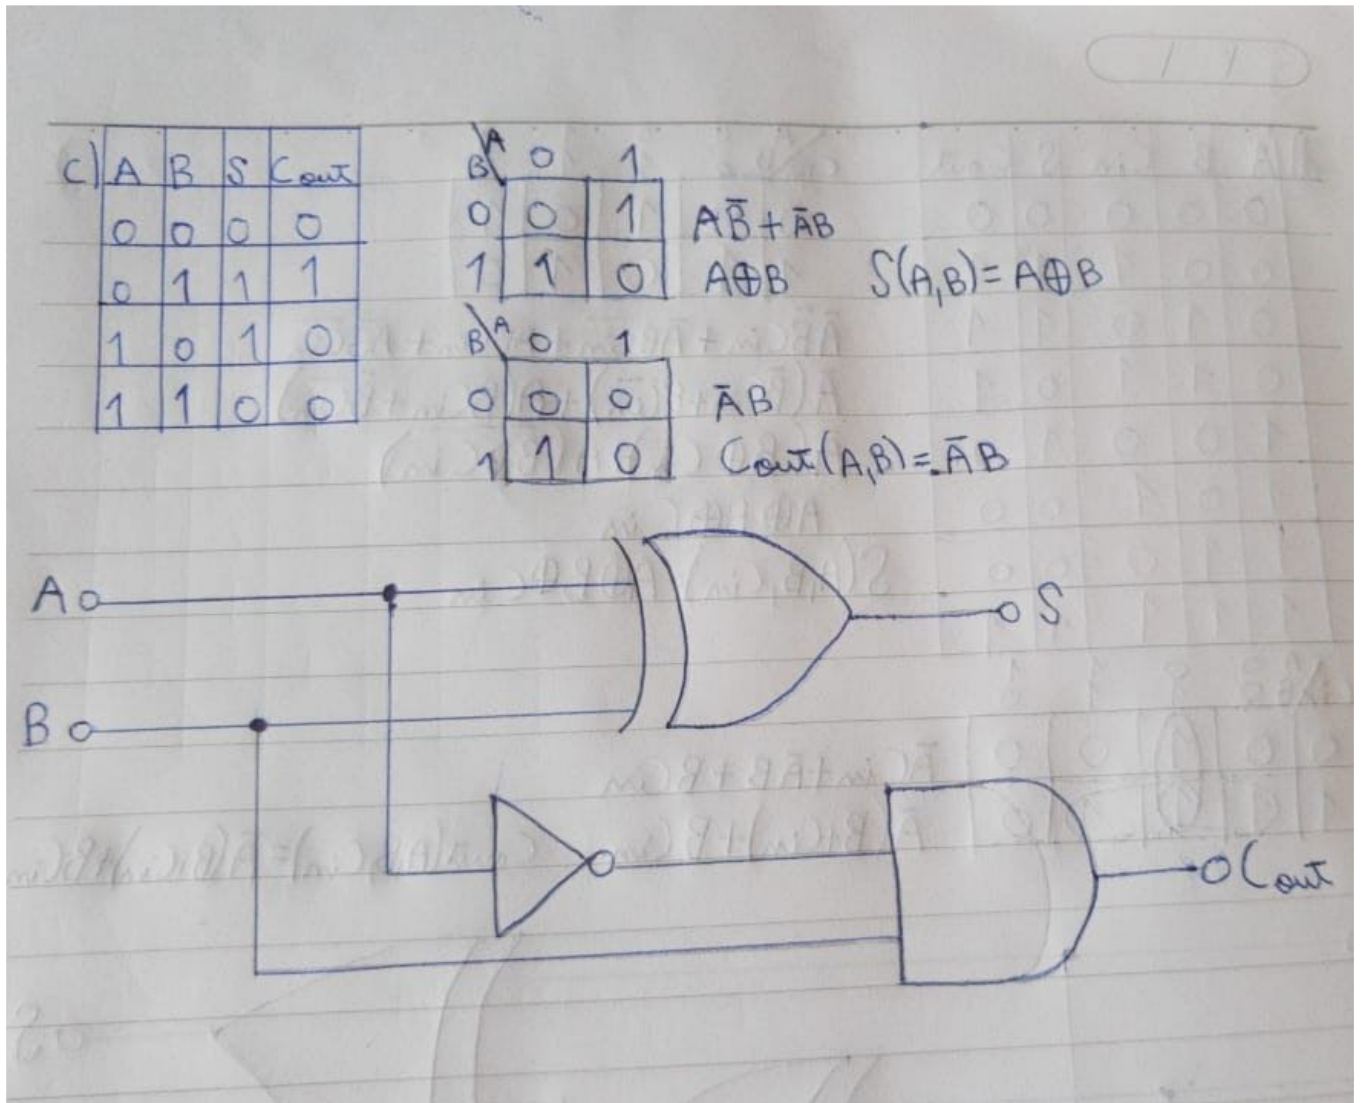 C) A B S Cout
0 0 0 0
0 1 1 1
1 0 1 0
1 1 0 0
B\A 0 1
0 0 1 AB̄ + ĀB
1 1 0 A⊕B S(A,B) = A⊕B
B\A 0 1
0 0 0 ĀB
1 1 0 Cout(A,B) = ĀB
A
S
B
Cout